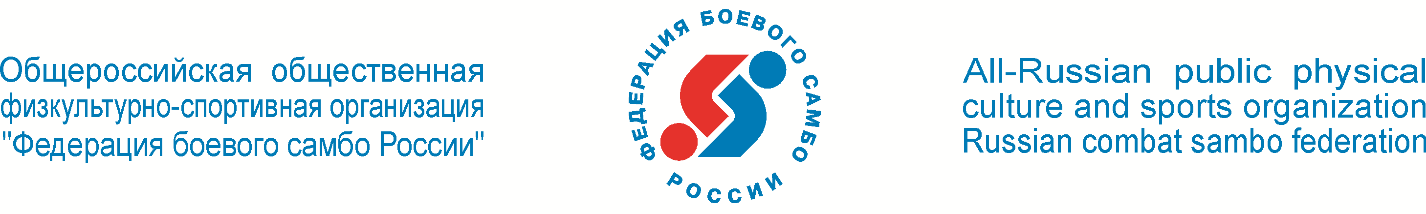 Общероссийская общественная
физкультурно-спортивная организация
"Федерация боевого самбо России"
ФЕДЕРАЦИЯ БОЕВОГО САМБО
РОССИИ
All-Russian public physical
culture and sports organization
Russian combat sambo federation